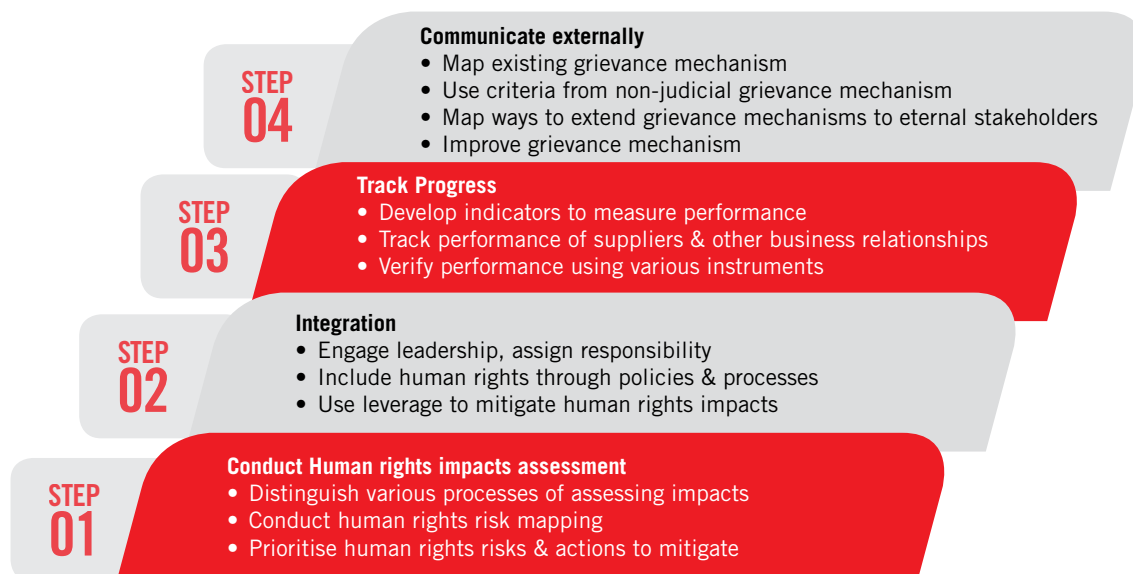 STEP
04
Communicate externally
• Map existing grievance mechanism
• Use criteria from non-judicial grievance mechanism
• Map ways to extend grievance mechanisms to eternal stakeholders
• Improve grievance mechanism
STEP
03
Track Progress
• Develop indicators to measure performance
• Track performance of suppliers & other business relationships
• Verify performance using various instruments
STEP
02
Integration
• Engage leadership, assign responsibility
• Include human rights through policies & processes
• Use leverage to mitigate human rights impacts
STEP
01
Conduct Human rights impacts assessment
• Distinguish various processes of assessing impacts
• Conduct human rights risk mapping
• Prioritise human rights risks & actions to mitigate